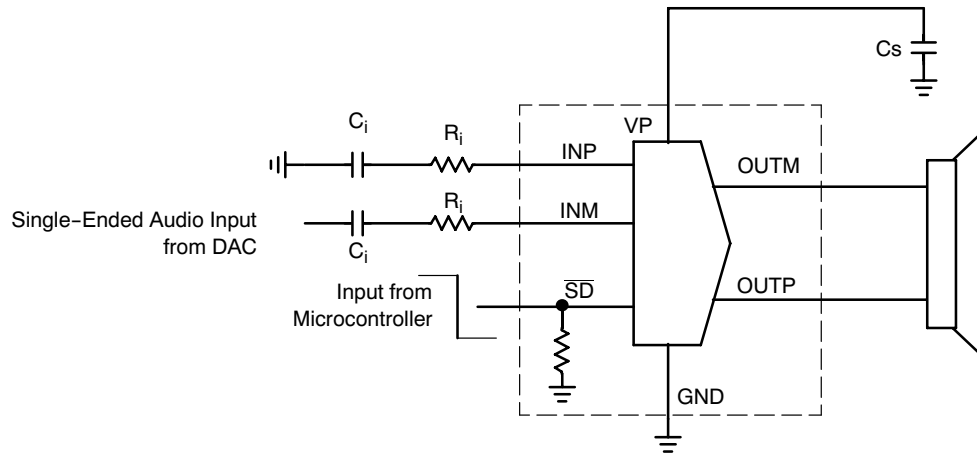 Cs
VP
Cᵢ
Rᵢ
INP
OUTM
Single-Ended Audio Input
from DAC
Rᵢ
INM
Cᵢ
Input from
Microcontroller
S̅D̅
OUTP
GND